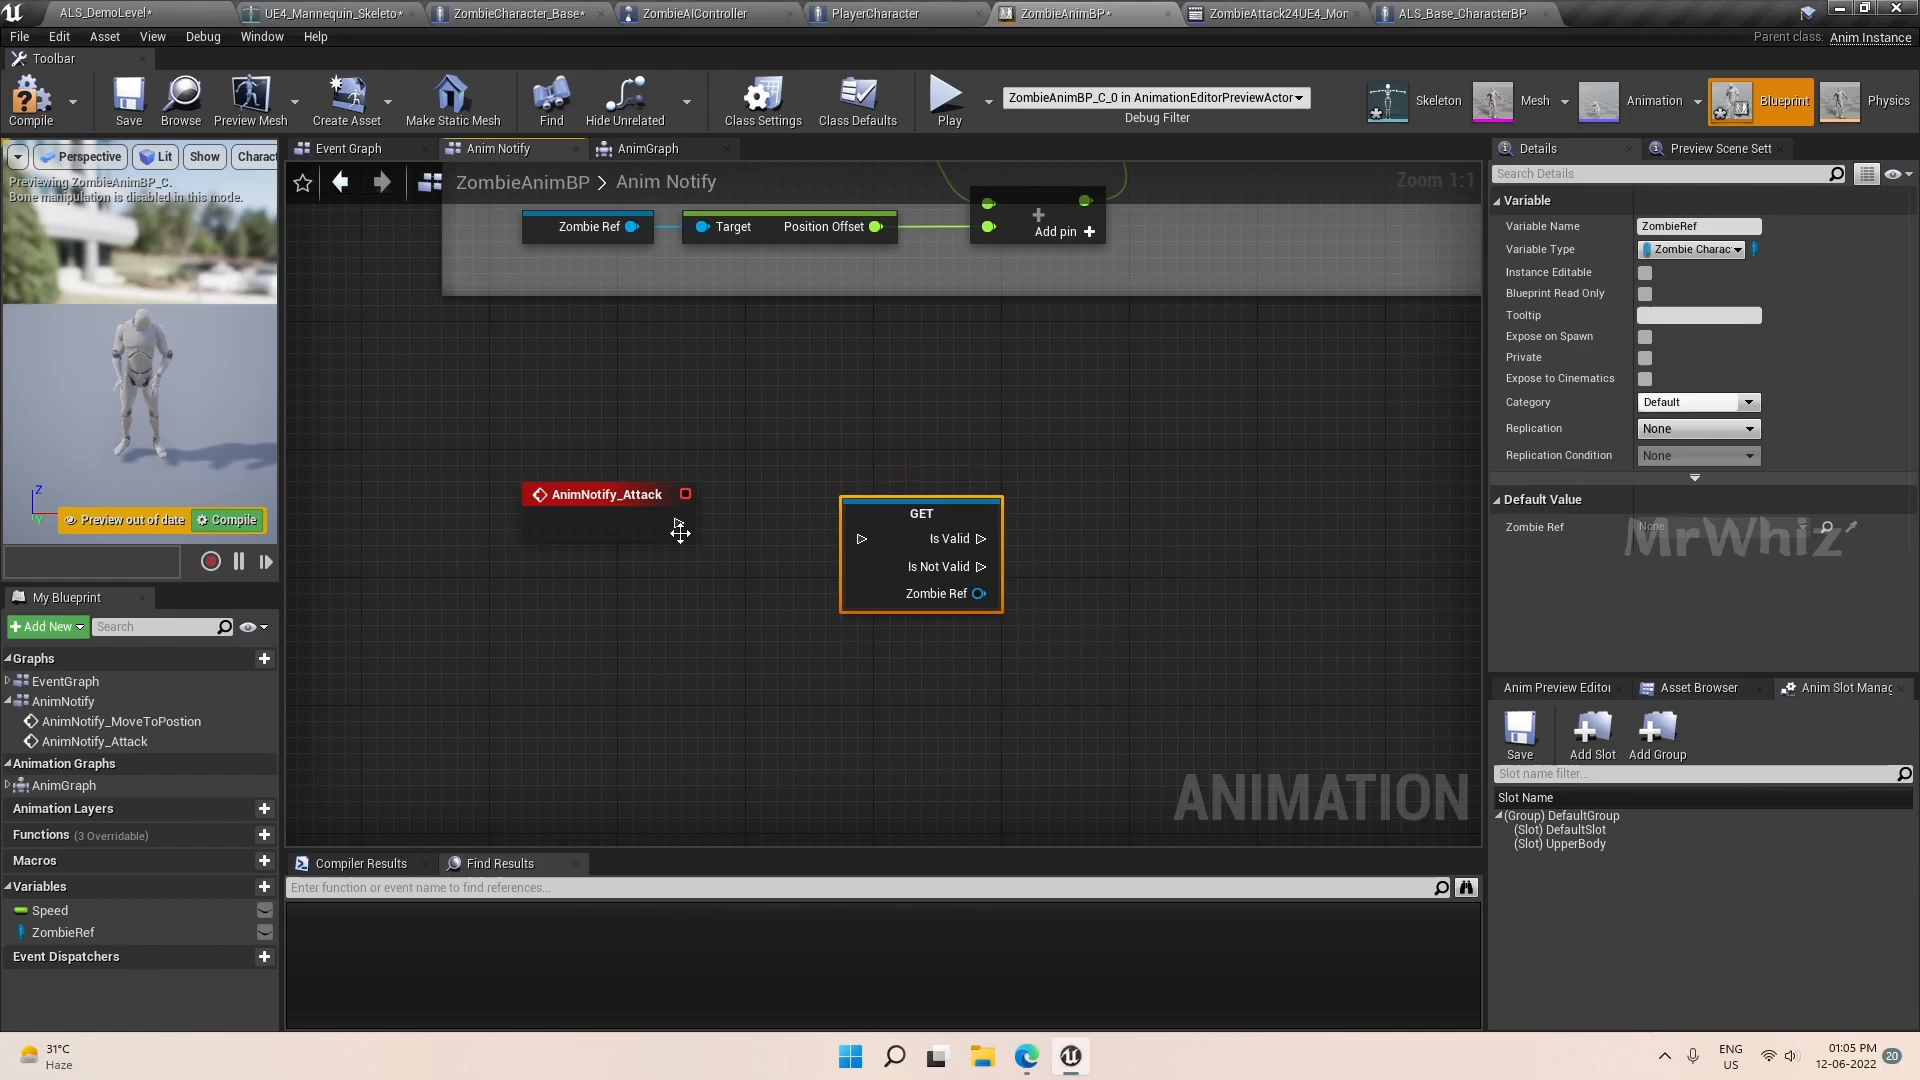 ALS_DemoLevel*
UE4_Mannequin_Skeleto*
ZombieCharacter_Base*
ZombieAIController
PlayerCharacter
ZombieAnimBP*
ZombieAttack24UE4_Mon
ALS_Base_CharacterBP
File Edit Asset View Debug Window Help
Parent class: Anim Instance
Toolbar
Compile
Save
Browse
Preview Mesh
Create Asset
Make Static Mesh
Find
Hide Unrelated
Class Settings
Class Defaults
Play
ZombieAnimBP_C_0 in AnimationEditorPreviewActor
Debug Filter
Skeleton
Mesh
Animation
Blueprint
Physics
Perspective
Lit
Show
Charact
Previewing ZombieAnimBP_C.
Bone manipulation is disabled in this mode.
Z
Y
Preview out of date
Compile
Event Graph
Anim Notify
AnimGraph
ZombieAnimBP > Anim Notify
Zoom 1:1
Zombie Ref
Target
Position Offset
Add pin +
AnimNotify_Attack
GET
Is Valid
Is Not Valid
Zombie Ref
ANIMATION
My Blueprint
+ Add New
Search
Graphs
EventGraph
AnimNotify
AnimNotify_MoveToPostion
AnimNotify_Attack
Animation Graphs
AnimGraph
Animation Layers
Functions (3 Overridable)
Macros
Variables
Speed
ZombieRef
Event Dispatchers
Compiler Results
Find Results
Enter function or event name to find references...
Details
Preview Scene Sett
Search Details
Variable
Variable Name
ZombieRef
Variable Type
Zombie Charac
Instance Editable
Blueprint Read Only
Tooltip
Expose on Spawn
Private
Expose to Cinematics
Category
Default
Replication
None
Replication Condition
None
Default Value
Zombie Ref
None
MrWhiz
Anim Preview Editor
Asset Browser
Anim Slot Manag
Save
Add Slot
Add Group
Slot name filter...
Slot Name
(Group) DefaultGroup
(Slot) DefaultSlot
(Slot) UpperBody
31°C
Haze
ENG
US
01:05 PM
12-06-2022
20